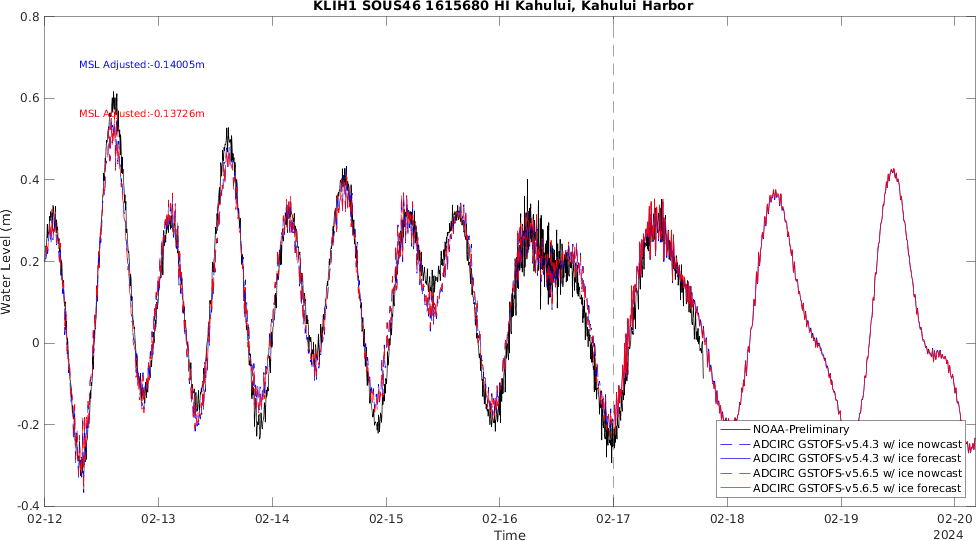 KLIH1 SOUS46 1615680 HI Kahului, Kahului Harbor
0.8
0.6
0.4
0.2
0
-0.2
-0.4
Water Level (m)
MSL Adjusted:-0.14005m
MSL Adjusted:-0.13726m
NOAA-Preliminary
ADCIRC GSTOFS-v5.4.3 w/ ice nowcast
ADCIRC GSTOFS-v5.4.3 w/ ice forecast
ADCIRC GSTOFS-v5.6.5 w/ ice nowcast
ADCIRC GSTOFS-v5.6.5 w/ ice forecast
02-12 02-13 02-14 02-15 02-16 02-17 02-18 02-19 02-20
Time
2024